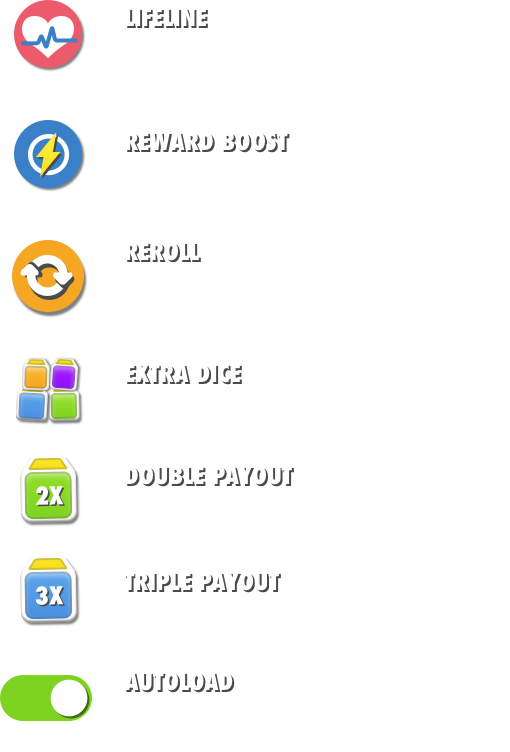 LIFELINE
REWARD BOOST
REROLL
EXTRA DICE
DOUBLE PAYOUT
2X
TRIPLE PAYOUT
3X
AUTOLOAD